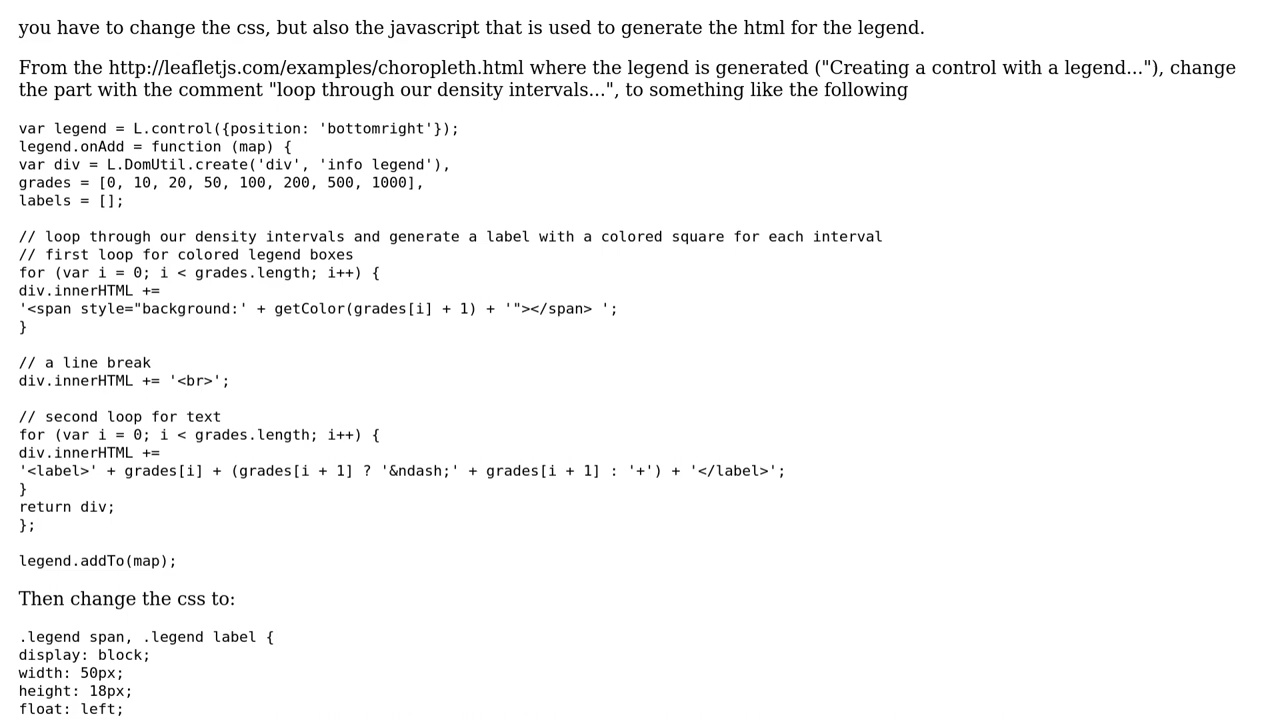 you have to change the css, but also the javascript that is used to generate the html for the legend.
From the http://leafletjs.com/examples/choropleth.html where the legend is generated ("Creating a control with a legend..."), change
the part with the comment "loop through our density intervals...", to something like the following
var legend = L.control({position: 'bottomright'});
legend.onAdd = function (map) {
var div = L.DomUtil.create('div', 'info legend'),
grades = [0, 10, 20, 50, 100, 200, 500, 1000],
labels = [];
// loop through our density intervals and generate a label with a colored square for each interval
// first loop for colored legend boxes
for (var i = 0; i < grades.length; i++) {
div.innerHTML +=
'<span style="background:' + getColor(grades[i] + 1) + '"></span> ';
}
// a line break
div.innerHTML += '<br>';
// second loop for text
for (var i = 0; i < grades.length; i++) {
div.innerHTML +=
'<label>' + grades[i] + (grades[i + 1] ? '&ndash;' + grades[i + 1] : '+') + '</label>';
}
return div;
};
legend.addTo(map);
Then change the css to:
.legend span, .legend label {
display: block;
width: 50px;
height: 18px;
float: left;